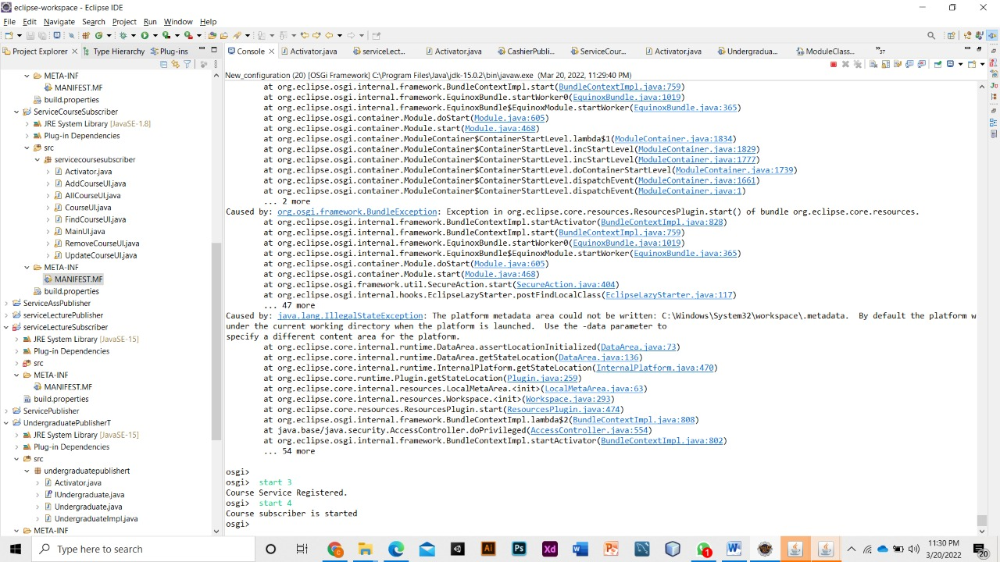 eclipse-workspace - Eclipse IDE
File Edit Navigate Search Project Run Window Help
Project Explorer Type Hierarchy Plug-ins
Console Activator.java serviceLect... Activator.java CashierPubli... ServiceCour... Activator.java Undergradua... ModuleClass... »37
New_configuration (20) [OSGi Framework] C:\Program Files\Java\jdk-15.0.2\bin\javaw.exe (Mar 20, 2022, 11:29:40 PM)
META-INF
MANIFEST.MF
build.properties
ServiceCourseSubscriber
JRE System Library [JavaSE-1.8]
Plug-in Dependencies
src
servicecoursesubscriber
Activator.java
AddCourseUI.java
AllCourseUI.java
CourseUI.java
FindCourseUI.java
MainUI.java
RemoveCourseUI.java
UpdateCourseUI.java
META-INF
MANIFEST.MF
build.properties
ServiceAssPublisher
serviceLecturePublisher
serviceLectureSubscriber
JRE System Library [JavaSE-15]
Plug-in Dependencies
src
META-INF
MANIFEST.MF
build.properties
ServicePublisher
UndergraduatePublisherT
JRE System Library [JavaSE-15]
Plug-in Dependencies
src
undergraduatepublishert
Activator.java
IUndergraduate.java
Undergraduate.java
UndergraduateImpl.java
META-INF
at org.eclipse.osgi.internal.framework.BundleContextImpl.start(BundleContextImpl.java:759)
at org.eclipse.osgi.internal.framework.EquinoxBundle.startWorker0(EquinoxBundle.java:1019)
at org.eclipse.osgi.internal.framework.EquinoxBundle$EquinoxModule.startWorker(EquinoxBundle.java:365)
at org.eclipse.osgi.container.Module.doStart(Module.java:605)
at org.eclipse.osgi.container.Module.start(Module.java:468)
at org.eclipse.osgi.container.ModuleContainer$ContainerStartLevel.lambda$1(ModuleContainer.java:1834)
at org.eclipse.osgi.container.ModuleContainer$ContainerStartLevel.incStartLevel(ModuleContainer.java:1829)
at org.eclipse.osgi.container.ModuleContainer$ContainerStartLevel.incStartLevel(ModuleContainer.java:1777)
at org.eclipse.osgi.container.ModuleContainer$ContainerStartLevel.doContainerStartLevel(ModuleContainer.java:1739)
at org.eclipse.osgi.container.ModuleContainer$ContainerStartLevel.dispatchEvent(ModuleContainer.java:1661)
at org.eclipse.osgi.container.ModuleContainer$ContainerStartLevel.dispatchEvent(ModuleContainer.java:1)
... 2 more
Caused by: org.osgi.framework.BundleException: Exception in org.eclipse.core.resources.ResourcesPlugin.start() of bundle org.eclipse.core.resources.
at org.eclipse.osgi.internal.framework.BundleContextImpl.startActivator(BundleContextImpl.java:828)
at org.eclipse.osgi.internal.framework.BundleContextImpl.start(BundleContextImpl.java:759)
at org.eclipse.osgi.internal.framework.EquinoxBundle.startWorker0(EquinoxBundle.java:1019)
at org.eclipse.osgi.internal.framework.EquinoxBundle$EquinoxModule.startWorker(EquinoxBundle.java:365)
at org.eclipse.osgi.container.Module.doStart(Module.java:605)
at org.eclipse.osgi.container.Module.start(Module.java:468)
at org.eclipse.osgi.framework.util.SecureAction.start(SecureAction.java:404)
at org.eclipse.osgi.internal.hooks.EclipseLazyStarter.postFindLocalClass(EclipseLazyStarter.java:117)
... 47 more
Caused by: java.lang.IllegalStateException: The platform metadata area could not be written: C:\Windows\System32\workspace\.metadata. By default the platform w
under the current working directory when the platform is launched. Use the -data parameter to
specify a different content area for the platform.
at org.eclipse.core.internal.runtime.DataArea.assertLocationInitialized(DataArea.java:73)
at org.eclipse.core.internal.runtime.DataArea.getStateLocation(DataArea.java:136)
at org.eclipse.core.internal.runtime.InternalPlatform.getStateLocation(InternalPlatform.java:470)
at org.eclipse.core.runtime.Plugin.getStateLocation(Plugin.java:259)
at org.eclipse.core.internal.resources.LocalMetaArea.<init>(LocalMetaArea.java:63)
at org.eclipse.core.internal.resources.Workspace.<init>(Workspace.java:293)
at org.eclipse.core.resources.ResourcesPlugin.start(ResourcesPlugin.java:474)
at org.eclipse.osgi.internal.framework.BundleContextImpl.lambda$2(BundleContextImpl.java:808)
at java.base/java.security.AccessController.doPrivileged(AccessController.java:554)
at org.eclipse.osgi.internal.framework.BundleContextImpl.startActivator(BundleContextImpl.java:802)
... 54 more
osgi>
osgi> start 3
Course Service Registered.
osgi> start 4
Course subscriber is started
osgi>
Type here to search
Ai Ps Xd 1
11:30 PM
3/20/2022
20